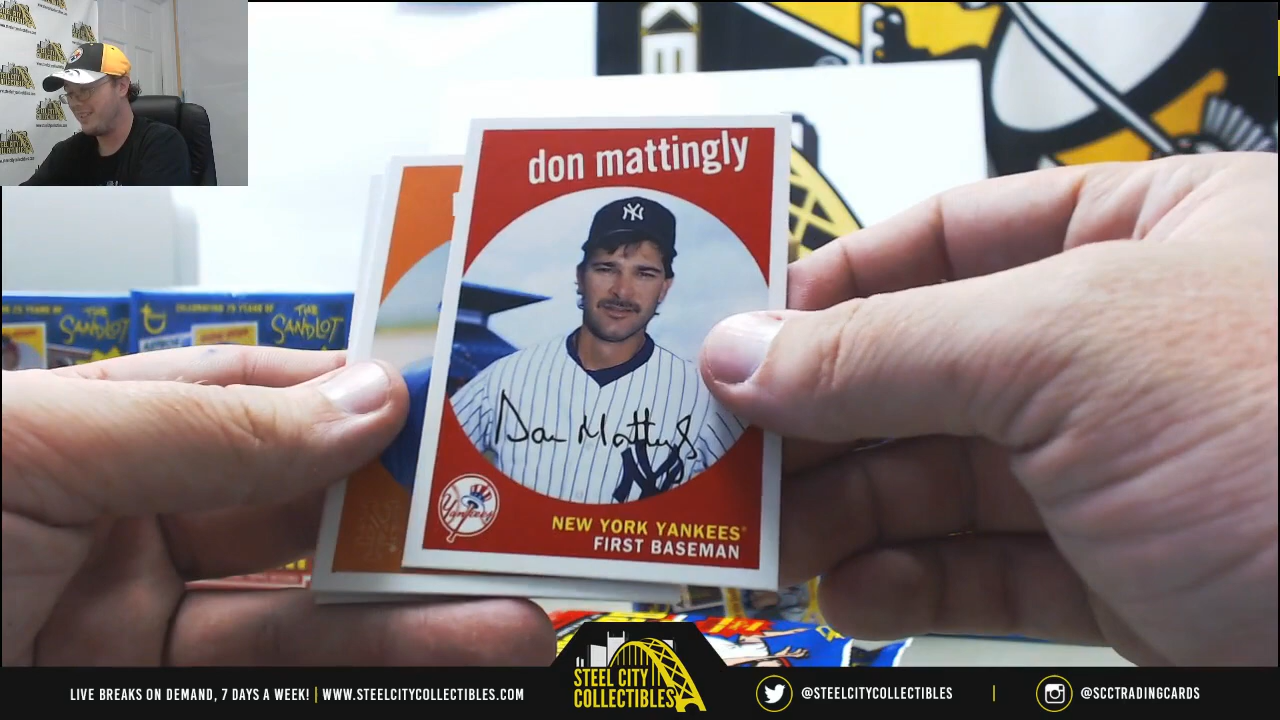 don mattingly
Don Mattingly
Yankees
NEW YORK YANKEES®
FIRST BASEMAN
THE SANDLOT
THE SANDLOT
STEEL CITY
COLLECTIBLES
LIVE BREAKS ON DEMAND, 7 DAYS A WEEK! | WWW.STEELCITYCOLLECTIBLES.COM
@STEELCITYCOLLECTIBLES | @SCCTRADINGCARDS